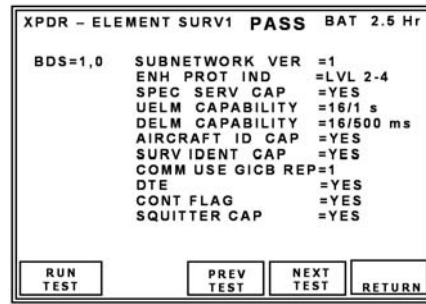 XPDR – ELEMENT SURV1 PASS BAT 2.5 Hr
BDS=1,0 SUBNETWORK VER =1
ENH PROT IND =LVL 2-4
SPEC SERV CAP =YES
UELM CAPABILITY =16/1 s
DELM CAPABILITY =16/500 ms
AIRCRAFT ID CAP =YES
SURV IDENT CAP =YES
COMM USE GICB REP=1
DTE =YES
CONT FLAG =YES
SQUITTER CAP =YES
RUN TEST PREV TEST NEXT TEST RETURN